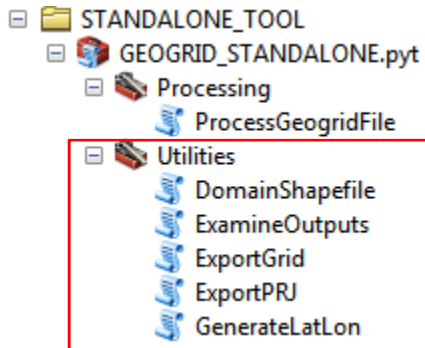 STANDALONE_TOOL
GEOGRID_STANDALONE.pyt
Processing
ProcessGeogridFile
Utilities
DomainShapefile
ExamineOutputs
ExportGrid
ExportPRJ
GenerateLatLon